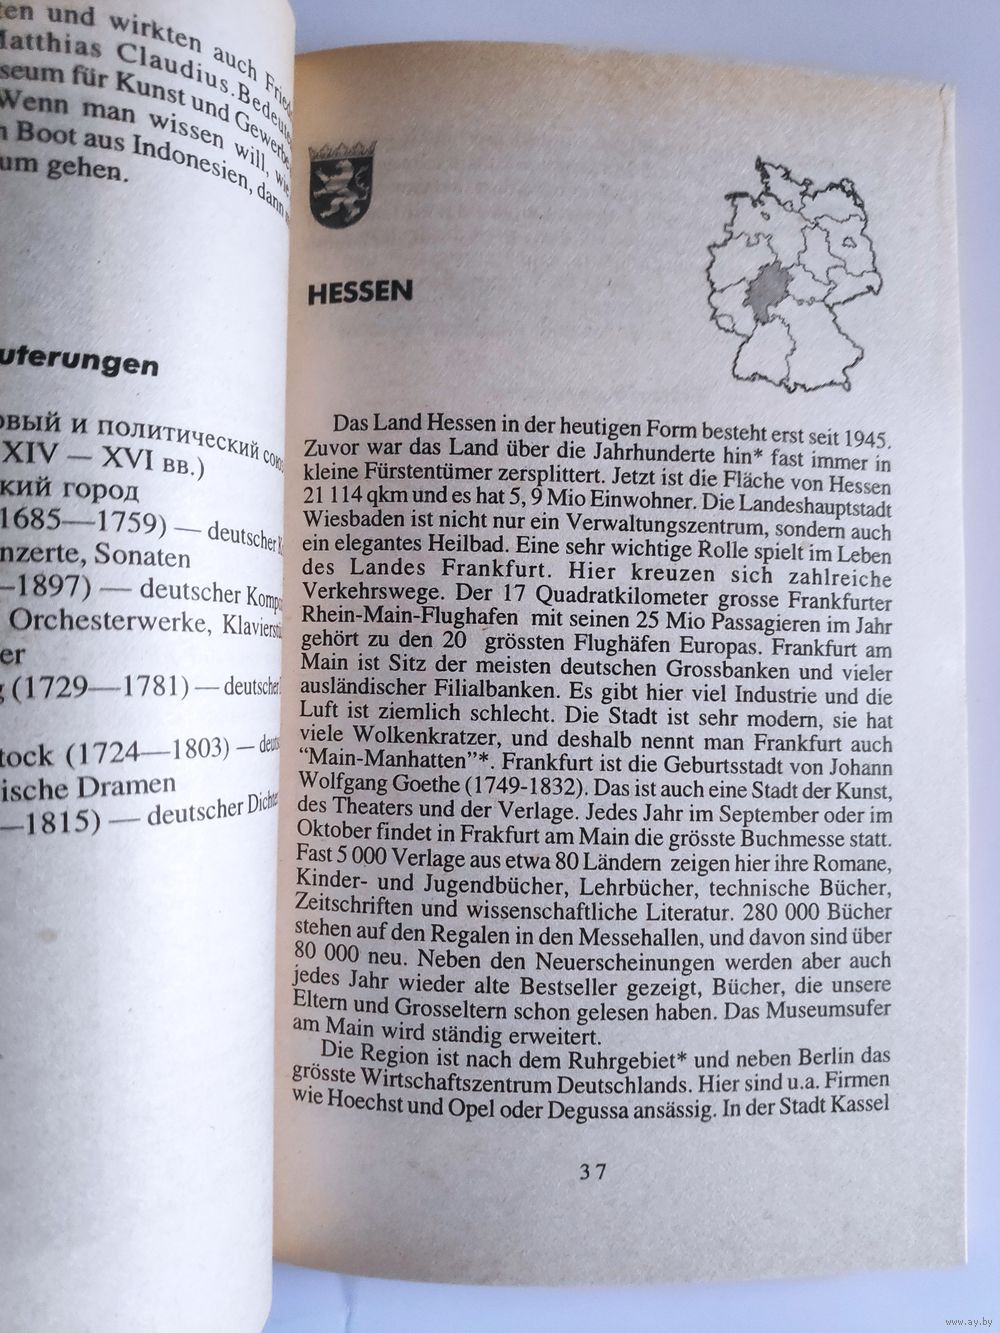 ten und wirkten auch
Matthias Claudius.
seum für Kunst und Gewerbe
Wenn man wissen will, wie
Boot aus Indonesien, dann
um gehen.
uterungen
овый и политический
XIV — XVI вв.)
кий город
1685—1759) — deutscher
nzerte, Sonaten
—1897) — deutscher
Orchesterwerke,
er
(1729—1781) — deutscher
tock (1724—1803) —
ische Dramen
—1815) — deutscher
HESSEN
Das Land Hessen in der heutigen Form besteht erst seit 1945.
Zuvor war das Land über die Jahrhunderte hin* fast immer in
kleine Fürstentümer zersplittert. Jetzt ist die Fläche von Hessen
21 114 qkm und es hat 5, 9 Mio Einwohner. Die Landeshauptstadt
Wiesbaden ist nicht nur ein Verwaltungszentrum, sondern auch
ein elegantes Heilbad. Eine sehr wichtige Rolle spielt im Leben
des Landes Frankfurt. Hier kreuzen sich zahlreiche
Verkehrswege. Der 17 Quadratkilometer grosse Frankfurter
Rhein-Main-Flughafen mit seinen 25 Mio Passagieren im Jahr
gehört zu den 20 grössten Flughäfen Europas. Frankfurt am
Main ist Sitz der meisten deutschen Grossbanken und vieler
ausländischer Filialbanken. Es gibt hier viel Industrie und die
Luft ist ziemlich schlecht. Die Stadt ist sehr modern, sie hat
viele Wolkenkratzer, und deshalb nennt man Frankfurt auch
“Main-Manhatten”*. Frankfurt ist die Geburtsstadt von Johann
Wolfgang Goethe (1749-1832). Das ist auch eine Stadt der Kunst,
des Theaters und der Verlage. Jedes Jahr im September oder im
Oktober findet in Frakfurt am Main die grösste Buchmesse statt.
Fast 5 000 Verlage aus etwa 80 Ländern zeigen hier ihre Romane,
Kinder- und Jugendbücher, Lehrbücher, technische Bücher,
Zeitschriften und wissenschaftliche Literatur. 280 000 Bücher
stehen auf den Regalen in den Messehallen, und davon sind über
80 000 neu. Neben den Neuerscheinungen werden aber auch
jedes Jahr wieder alte Bestseller gezeigt, Bücher, die unsere
Eltern und Grosseltern schon gelesen haben. Das Museumsufer
am Main wird ständig erweitert.
Die Region ist nach dem Ruhrgebiet* und neben Berlin das
grösste Wirtschaftszentrum Deutschlands. Hier sind u.a. Firmen
wie Hoechst und Opel oder Degussa ansässig. In der Stadt Kassel
37
www.ay.by